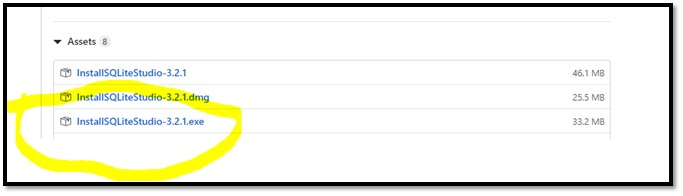 Assets 8
InstallSQLiteStudio-3.2.1 46.1 MB
InstallSQLiteStudio-3.2.1.dmg 25.5 MB
InstallSQLiteStudio-3.2.1.exe 33.2 MB